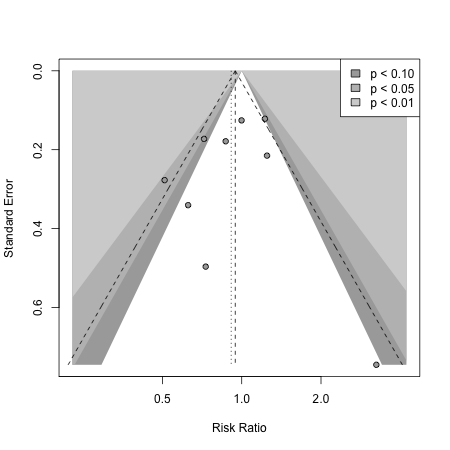 p < 0.10
p < 0.05
p < 0.01
0.0
0.2
0.4
0.6
Standard Error
0.5 1.0 2.0
Risk Ratio